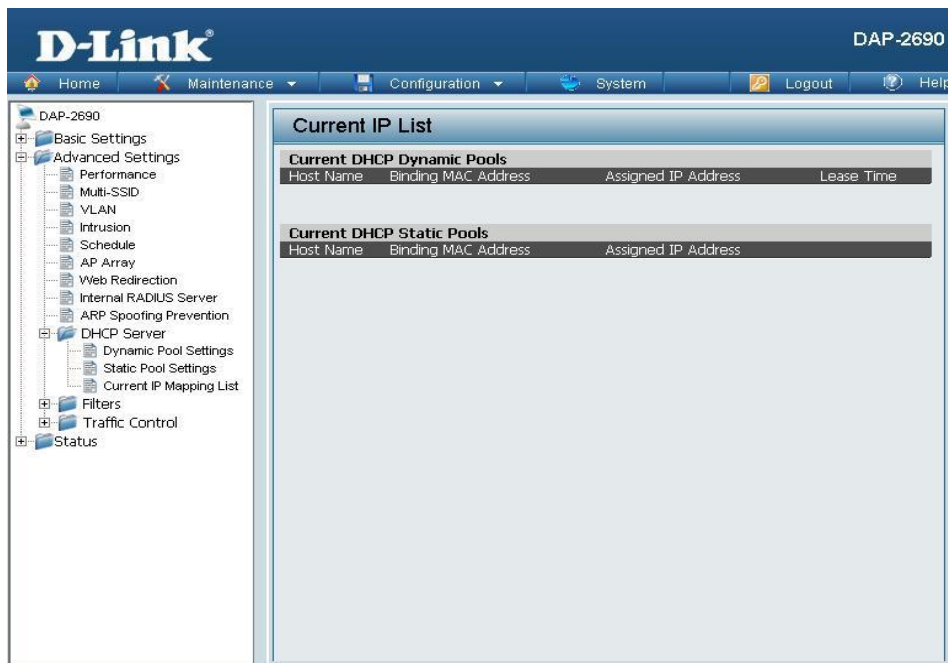 D-Link®
DAP-2690
Home Maintenance Configuration System Logout Help
DAP-2690
Basic Settings
Advanced Settings
Performance
Multi-SSID
VLAN
Intrusion
Schedule
AP Array
Web Redirection
Internal RADIUS Server
ARP Spoofing Prevention
DHCP Server
Dynamic Pool Settings
Static Pool Settings
Current IP Mapping List
Filters
Traffic Control
Status
Current IP List
Current DHCP Dynamic Pools
Host Name Binding MAC Address Assigned IP Address Lease Time
Current DHCP Static Pools
Host Name Binding MAC Address Assigned IP Address